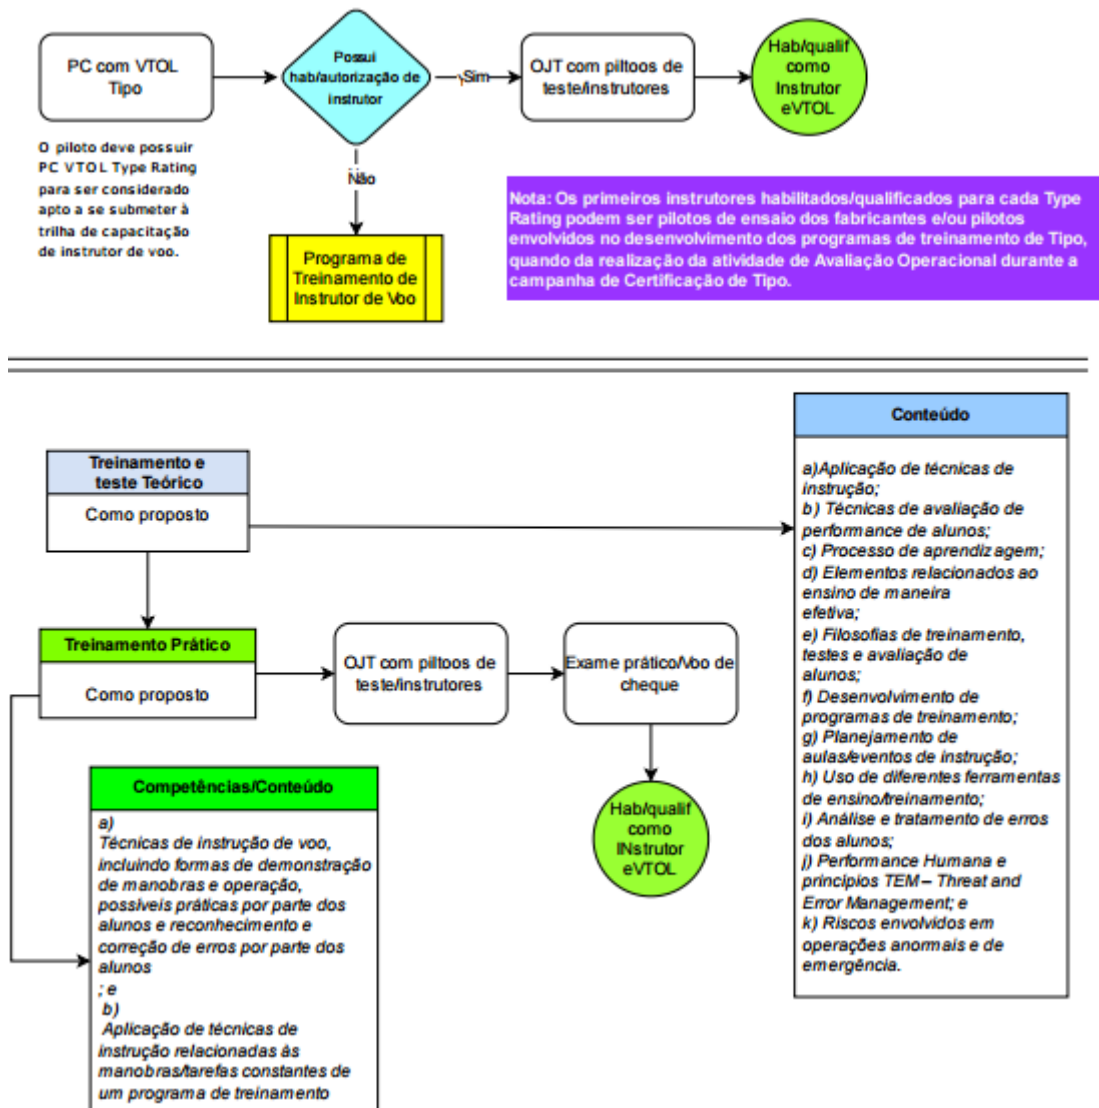 PC com VTOL
Tipo
Possui
hab/autorização de
instrutor
Sim
OJT com piltoos de
teste/instrutores
Hab/qualif
como
Instrutor
eVTOL
O piloto deve possuir
PC VTOL Type Rating
para ser considerado
apto a se submeter à
trilha de capacitação
de instrutor de voo.
Não
Programa de
Treinamento de
Instrutor de Voo
Nota: Os primeiros instrutores habilitados/qualificados para cada Type
Rating podem ser pilotos de ensaio dos fabricantes e/ou pilotos
envolvidos no desenvolvimento dos programas de treinamento de Tipo,
quando da realização da atividade de Avaliação Operacional durante a
campanha de Certificação de Tipo.
Treinamento e
teste Teórico
Como proposto
Treinamento Prático
Como proposto
OJT com piltoos de
teste/instrutores
Exame prático/Voo de
cheque
Hab/qualif
como
INstrutor
eVTOL
Competências/Conteúdo
a)
Técnicas de instrução de voo,
incluindo formas de demonstração
de manobras e operação,
possíveis práticas por parte dos
alunos e reconhecimento e
correção de erros por parte dos
alunos
; e
b)
Aplicação de técnicas de
instrução relacionadas às
manobras/tarefas constantes de
um programa de treinamento
Conteúdo
a)Aplicação de técnicas de
instrução;
b) Técnicas de avaliação de
performance de alunos;
c) Processo de aprendizagem;
d) Elementos relacionados ao
ensino de maneira
efetiva;
e) Filosofias de treinamento,
testes e avaliação de
alunos;
f) Desenvolvimento de
programas de treinamento;
g) Planejamento de
aulas/eventos de instrução;
h) Uso de diferentes ferramentas
de ensino/treinamento;
i) Análise e tratamento de erros
dos alunos;
j) Performance Humana e
princípios TEM – Threat and
Error Management; e
k) Riscos envolvidos em
operações anormais e de
emergência.